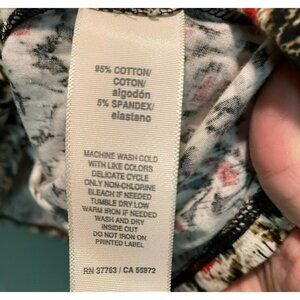 95% COTTON/
COTON/
algodón
5% SPANDEX/
elastano
MACHINE WASH COLD
WITH LIKE COLORS
DELICATE CYCLE
ONLY NON-CHLORINE
BLEACH IF NEEDED
TUMBLE DRY LOW
WARM IRON IF NEEDED
WASH AND DRY
INSIDE OUT
DO NOT IRON ON
PRINTED LABEL
RN 37763 / CA 55972